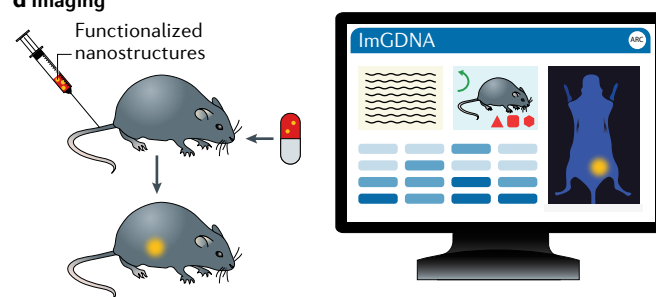 d Imaging
Functionalized
nanostructures
ImGDNA
ARC